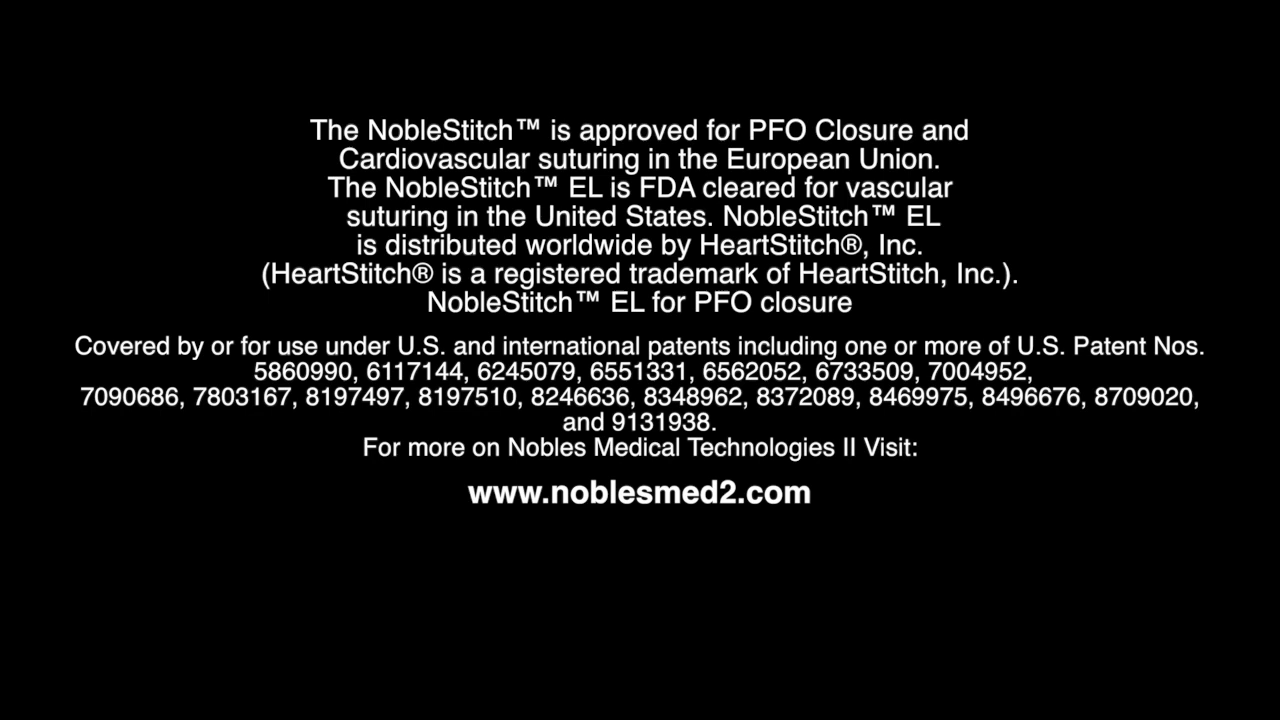 The NobleStitch™ is approved for PFO Closure and
Cardiovascular suturing in the European Union.
The NobleStitch™ EL is FDA cleared for vascular
suturing in the United States. NobleStitch™ EL
is distributed worldwide by HeartStitch®, Inc.
(HeartStitch® is a registered trademark of HeartStitch, Inc.).
NobleStitch™ EL for PFO closure
Covered by or for use under U.S. and international patents including one or more of U.S. Patent Nos.
5860990, 6117144, 6245079, 6551331, 6562052, 6733509, 7004952,
7090686, 7803167, 8197497, 8197510, 8246636, 8348962, 8372089, 8469975, 8496676, 8709020,
and 9131938.
For more on Nobles Medical Technologies II Visit:
www.noblesmed2.com